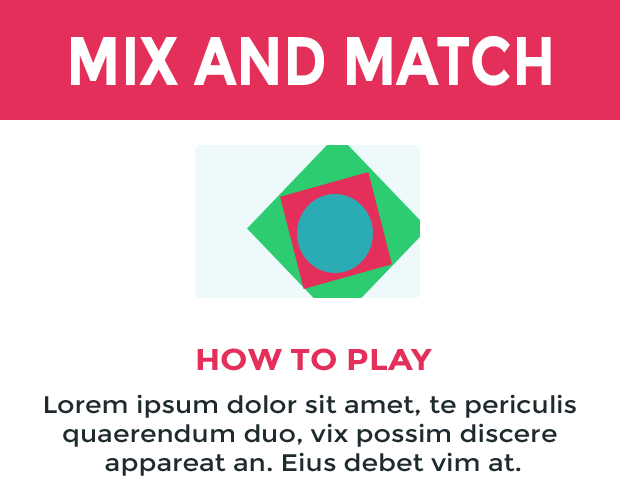 MIX AND MATCH
HOW TO PLAY
Lorem ipsum dolor sit amet, te periculis
quaerendum duo, vix possim discere
appareat an. Eius debet vim at.